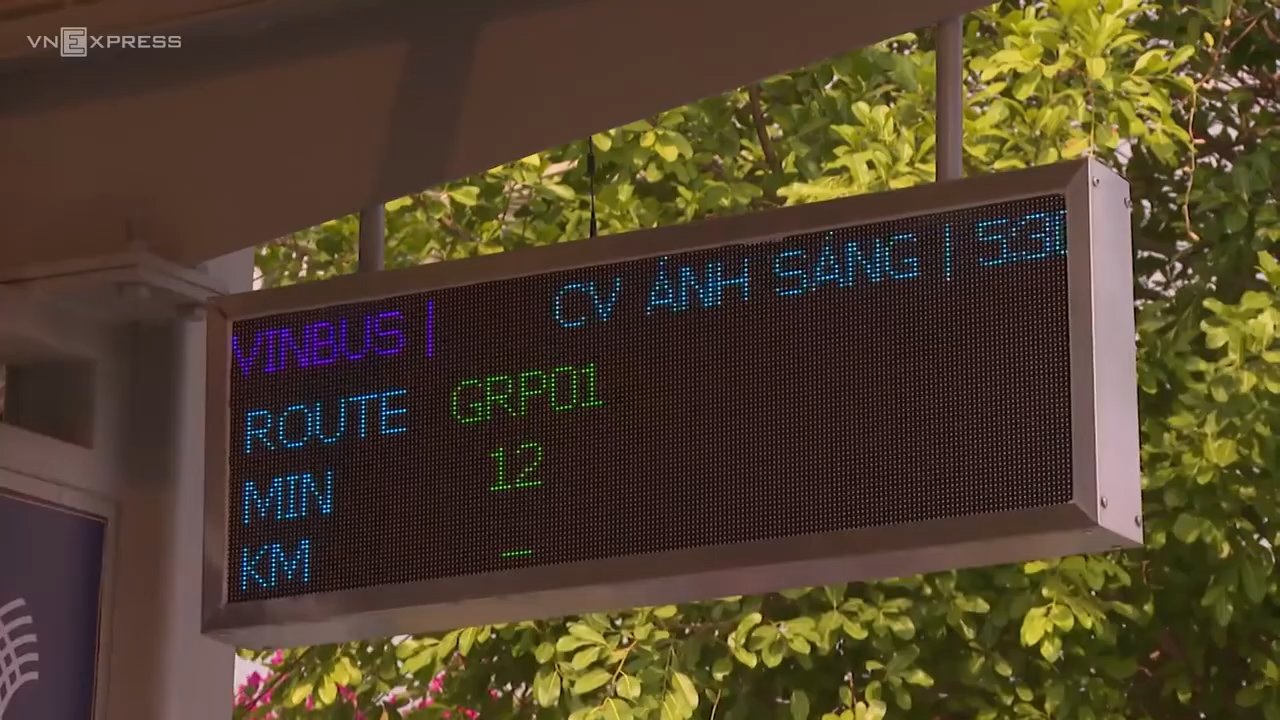 VNEXPRESS
VINBUS | CV ÁNH SÁNG |
ROUTE GRP01
MIN 12
KM _